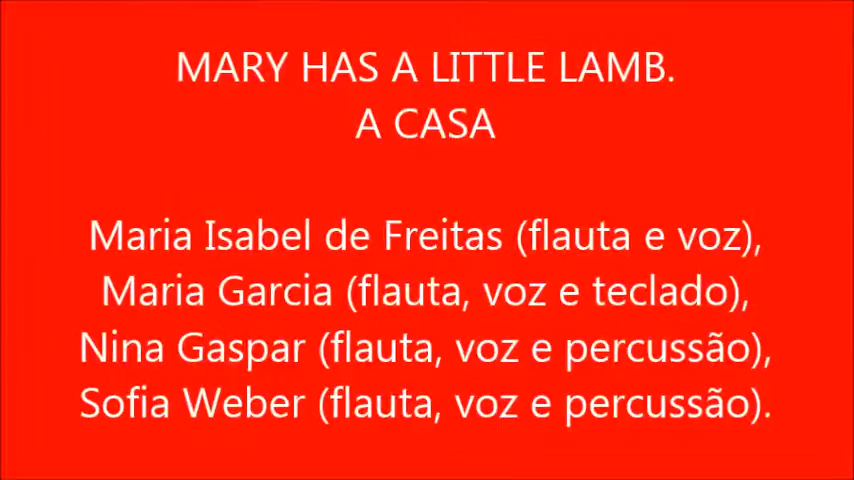 MARY HAS A LITTLE LAMB.
A CASA
Maria Isabel de Freitas (flauta e voz),
Maria Garcia (flauta, voz e teclado),
Nina Gaspar (flauta, voz e percussão),
Sofia Weber (flauta, voz e percussão).